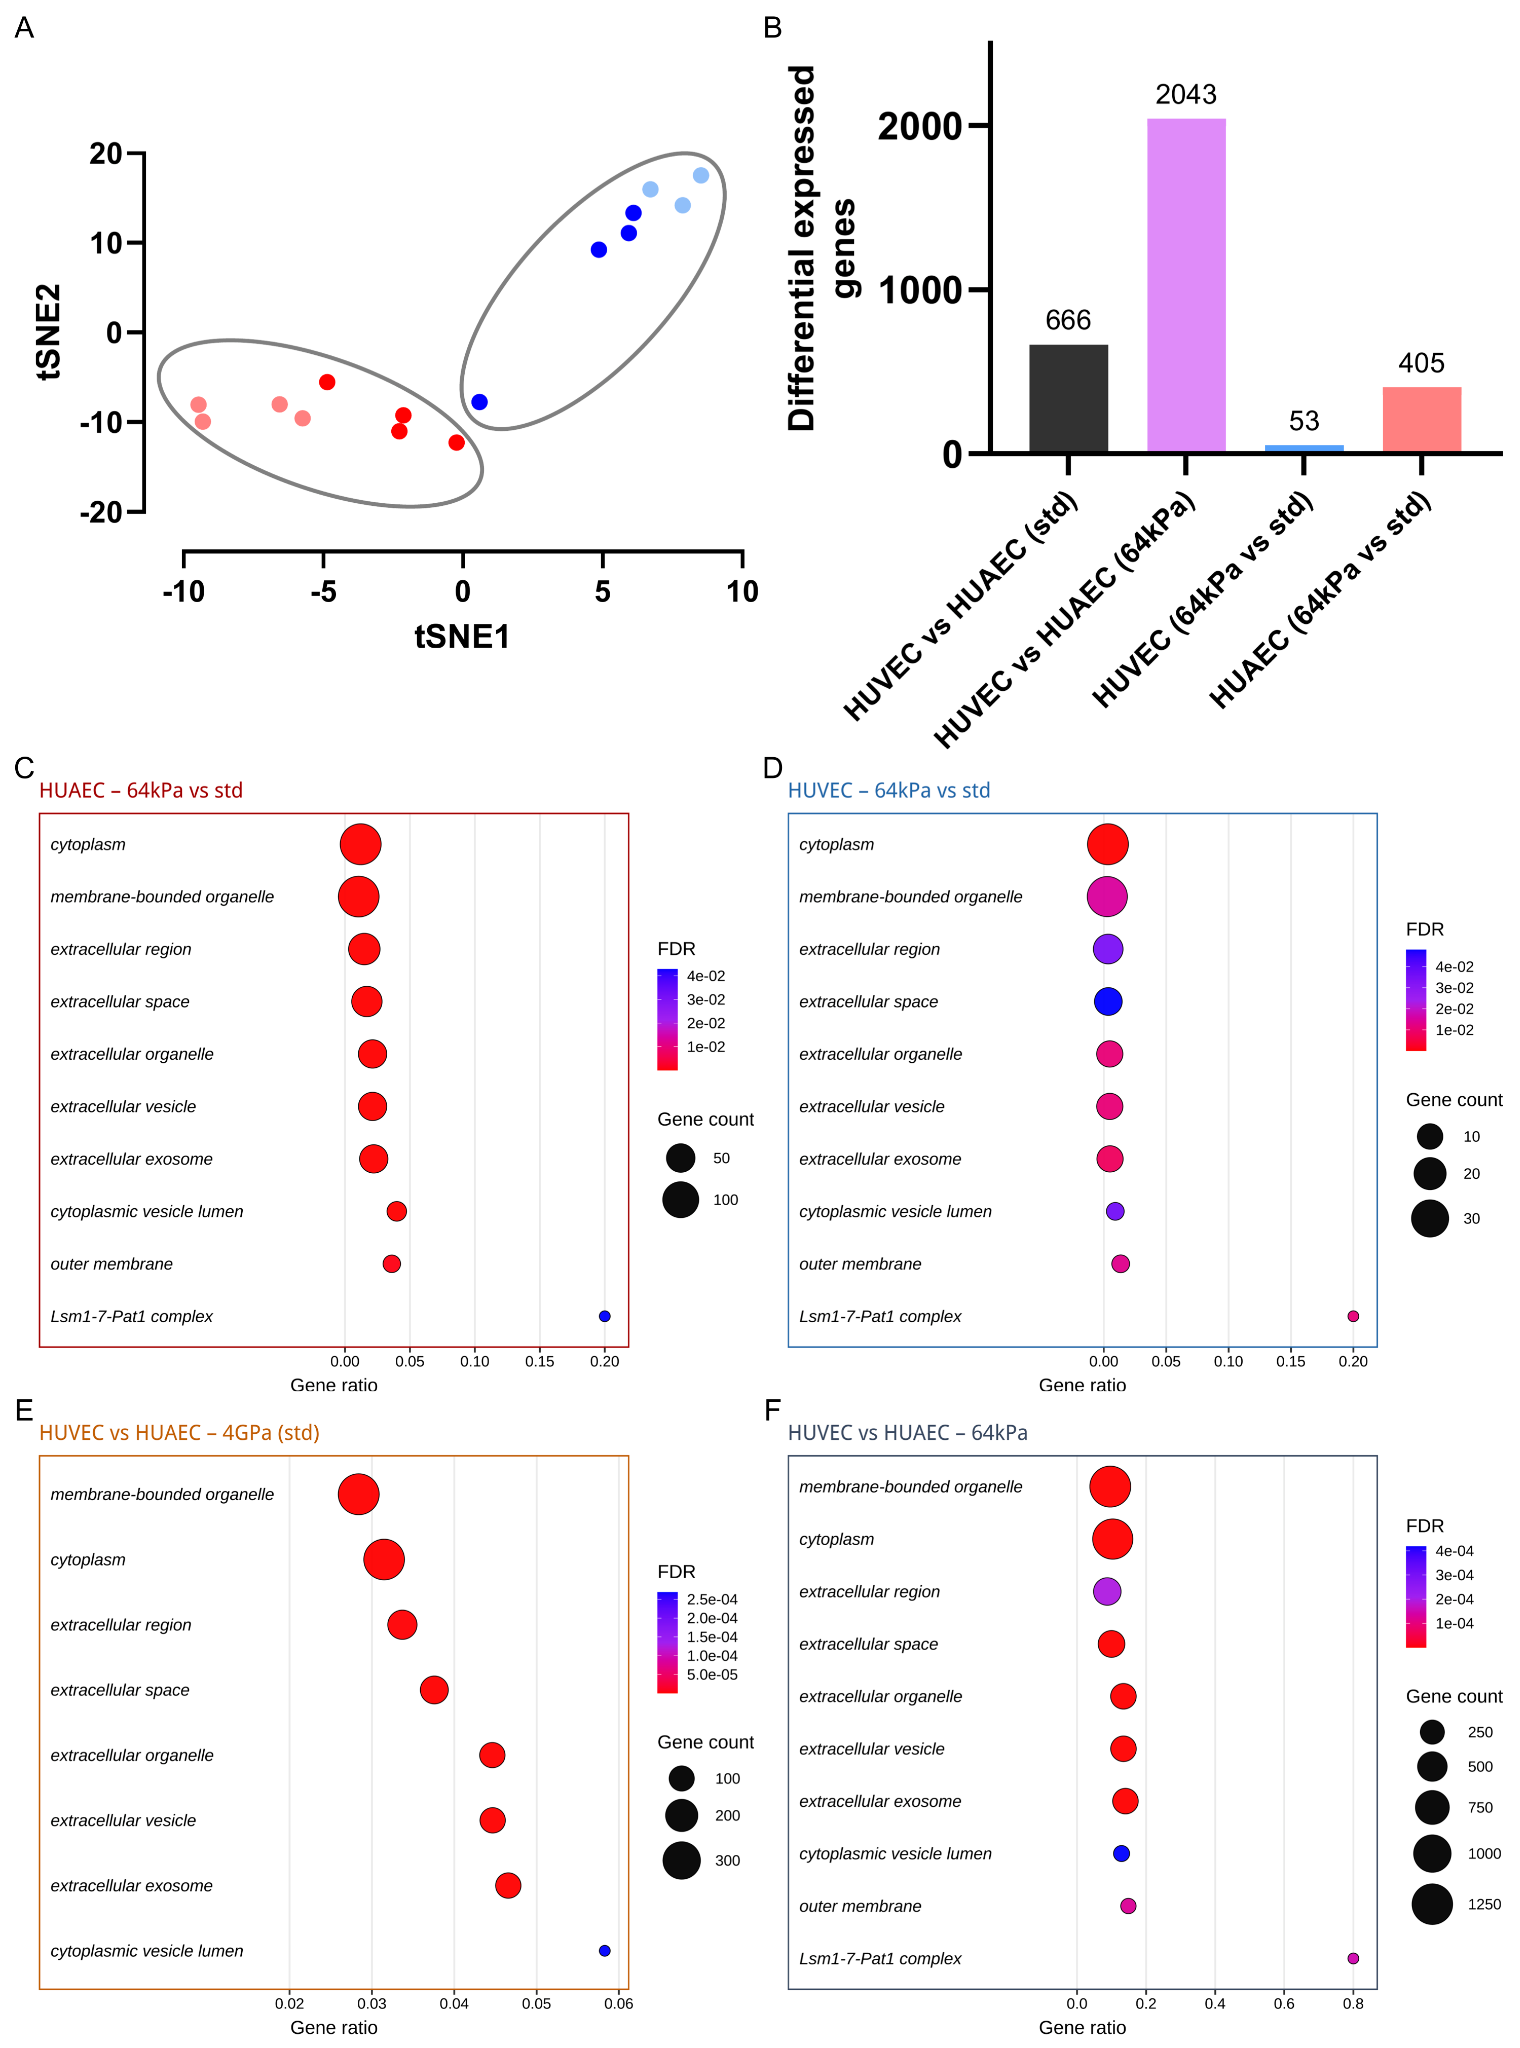 A
20
10
0
-10
-20
tSNE2
-10
-5
0
5
10
tSNE1
B
Differential expressed
genes
2000
1000
0
666
2043
53
405
HUVEC vs HUAEC (std)
HUVEC vs HUAEC (64kPa)
HUVEC (64kPa vs std)
HUAEC (64kPa vs std)
C
HUAEC – 64kPa vs std
cytoplasm
membrane-bounded organelle
extracellular region
extracellular space
extracellular organelle
extracellular vesicle
extracellular exosome
cytoplasmic vesicle lumen
outer membrane
Lsm1-7-Pat1 complex
0.00
0.05
0.10
0.15
0.20
Gene ratio
FDR
4e-02
3e-02
2e-02
1e-02
Gene count
50
100
D
HUVEC – 64kPa vs std
cytoplasm
membrane-bounded organelle
extracellular region
extracellular space
extracellular organelle
extracellular vesicle
extracellular exosome
cytoplasmic vesicle lumen
outer membrane
Lsm1-7-Pat1 complex
0.00
0.05
0.10
0.15
0.20
Gene ratio
FDR
4e-02
3e-02
2e-02
1e-02
Gene count
10
20
30
E
HUVEC vs HUAEC – 4GPa (std)
membrane-bounded organelle
cytoplasm
extracellular region
extracellular space
extracellular organelle
extracellular vesicle
extracellular exosome
cytoplasmic vesicle lumen
0.02
0.03
0.04
0.05
0.06
Gene ratio
FDR
2.5e-04
2.0e-04
1.5e-04
1.0e-04
5.0e-05
Gene count
100
200
300
F
HUVEC vs HUAEC – 64kPa
membrane-bounded organelle
cytoplasm
extracellular region
extracellular space
extracellular organelle
extracellular vesicle
extracellular exosome
cytoplasmic vesicle lumen
outer membrane
Lsm1-7-Pat1 complex
0.0
0.2
0.4
0.6
0.8
Gene ratio
FDR
4e-04
3e-04
2e-04
1e-04
Gene count
250
500
750
1000
1250